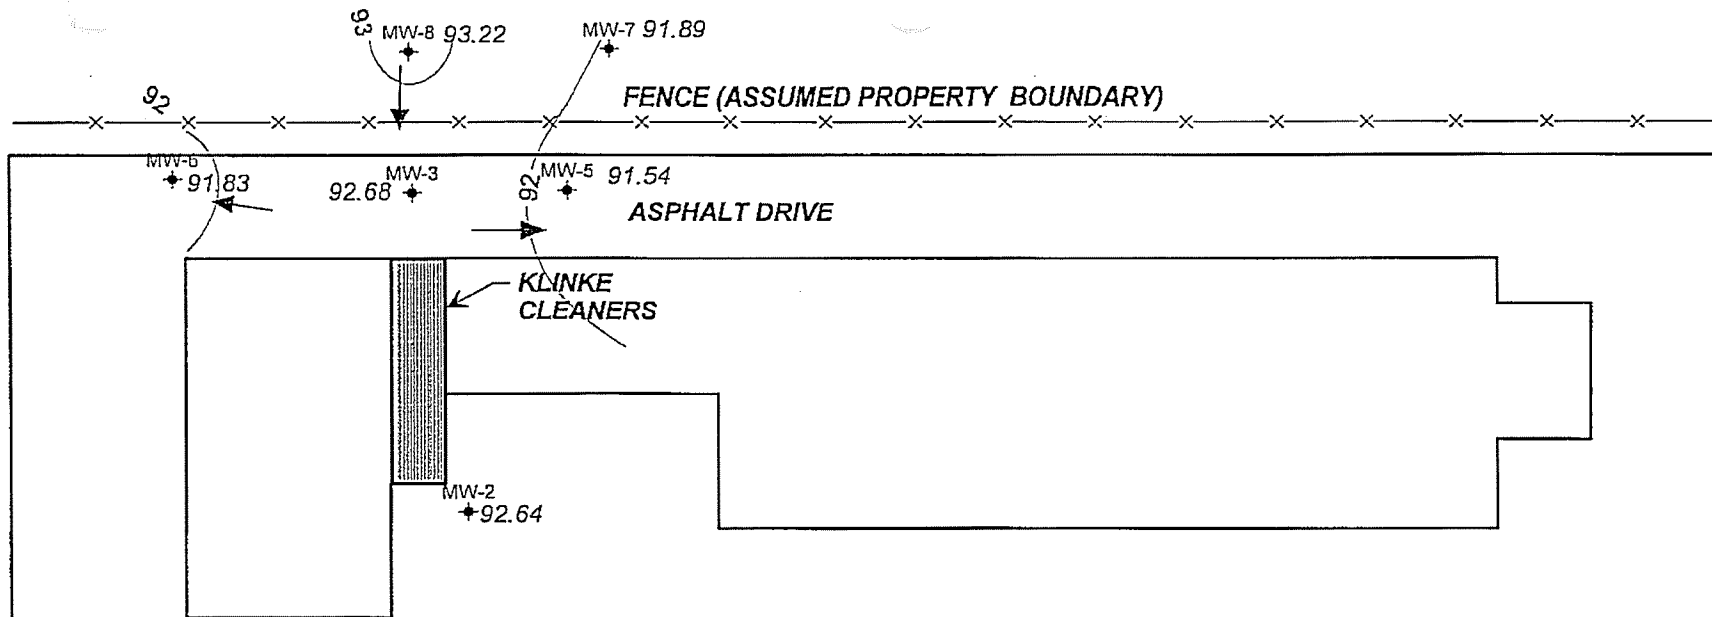 93
MW-8 93.22
MW-7 91.89
92
FENCE (ASSUMED PROPERTY BOUNDARY)
MW-6 91.83
MW-3 92.68
MW-5 91.54
92
ASPHALT DRIVE
KLINKE
CLEANERS
MW-2 92.64